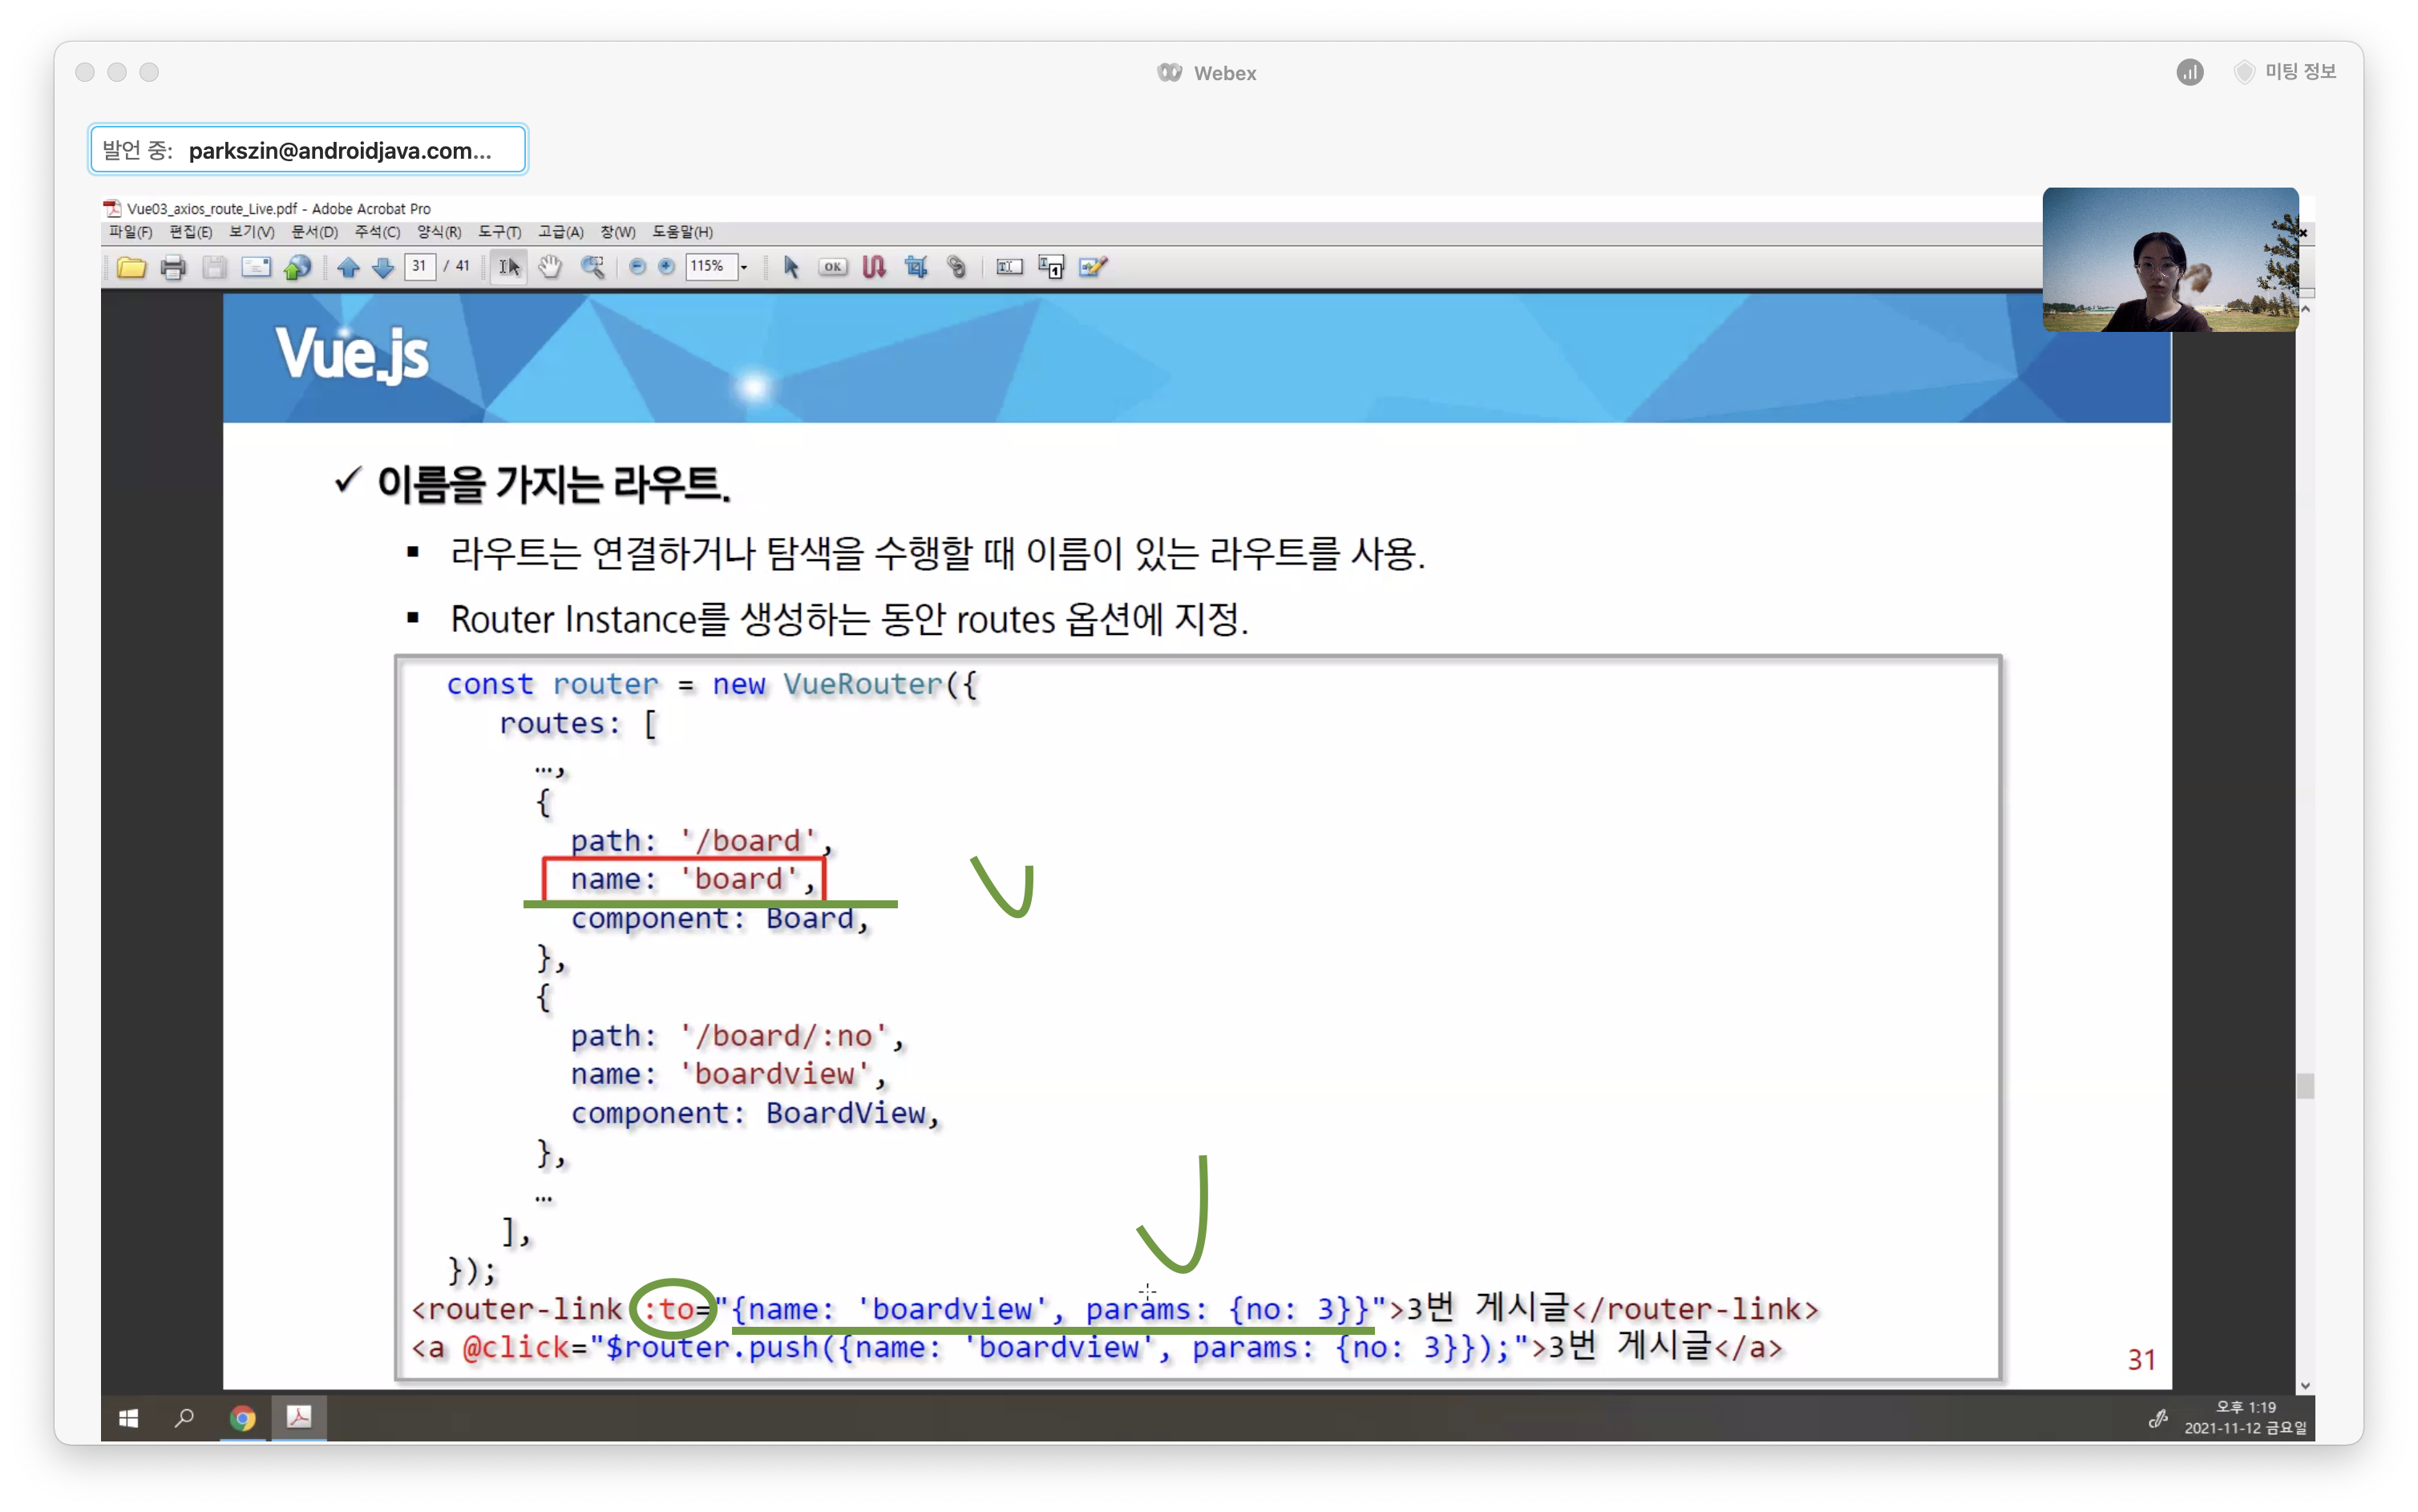 Webex
미팅 정보
발언 중: parkszin@androidjava.com...
Vue03_axios_route_Live.pdf - Adobe Acrobat Pro
파일(F) 편집(E) 보기(V) 문서(D) 주석(C) 양식(R) 도구(T) 고급(A) 창(W) 도움말(H)
31 / 41 OK 115%
Vue.js
✓ 이름을 가지는 라우트.
▪ 라우트는 연결하거나 탐색을 수행할 때 이름이 있는 라우트를 사용.
▪ Router Instance를 생성하는 동안 routes 옵션에 지정.
const router = new VueRouter({
routes: [
…,
{
path: '/board',
name: 'board',
component: Board,
},
{
path: '/board/:no',
name: 'boardview',
component: BoardView,
},
…
],
});
<router-link :to="{name: 'boardview', params: {no: 3}}">3번 게시글</router-link>
<a @click="$router.push({name: 'boardview', params: {no: 3}});">3번 게시글</a>
31
오후 1:19
2021-11-12 금요일